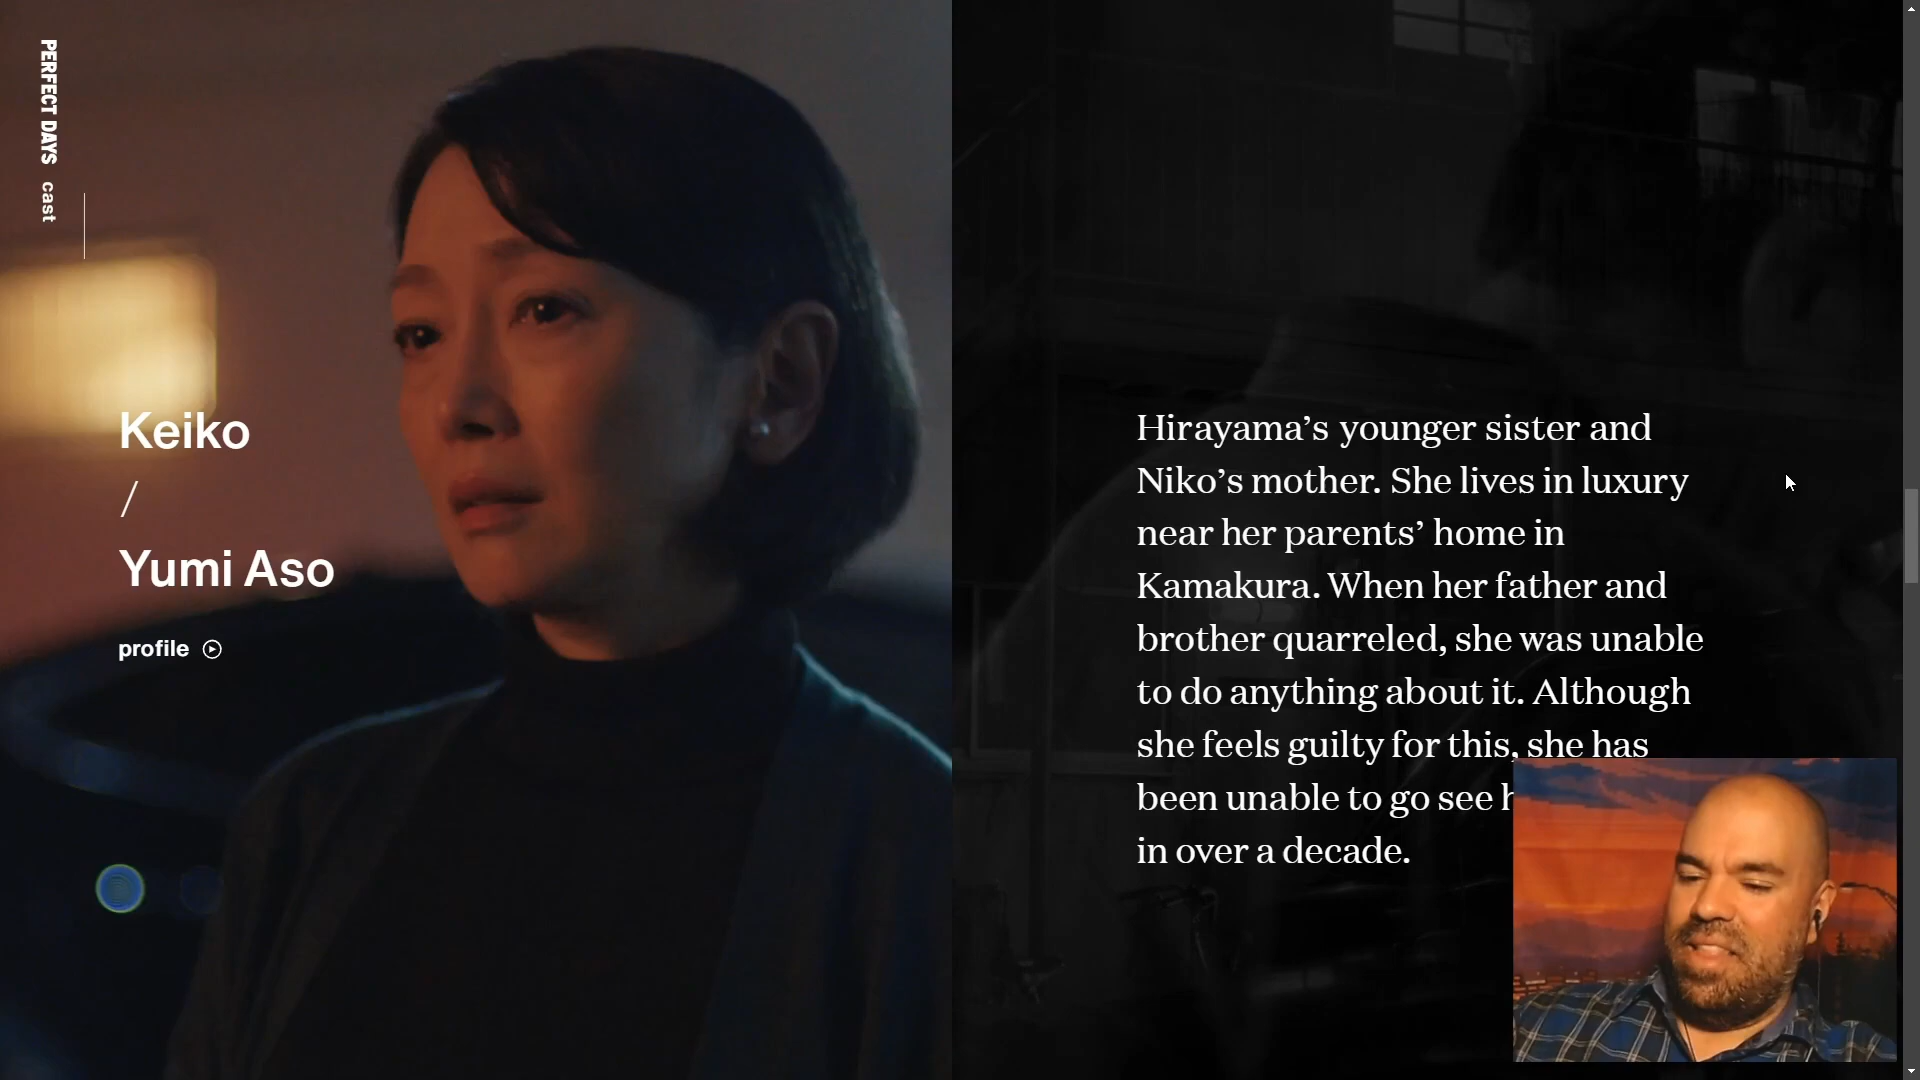 PERFECT DAYS cast
Keiko
/
Yumi Aso
profile
Hirayama’s younger sister and
Niko’s mother. She lives in luxury
near her parents’ home in
Kamakura. When her father and
brother quarreled, she was unable
to do anything about it. Although
she feels guilty for this, she has
been unable to go see
in over a decade.